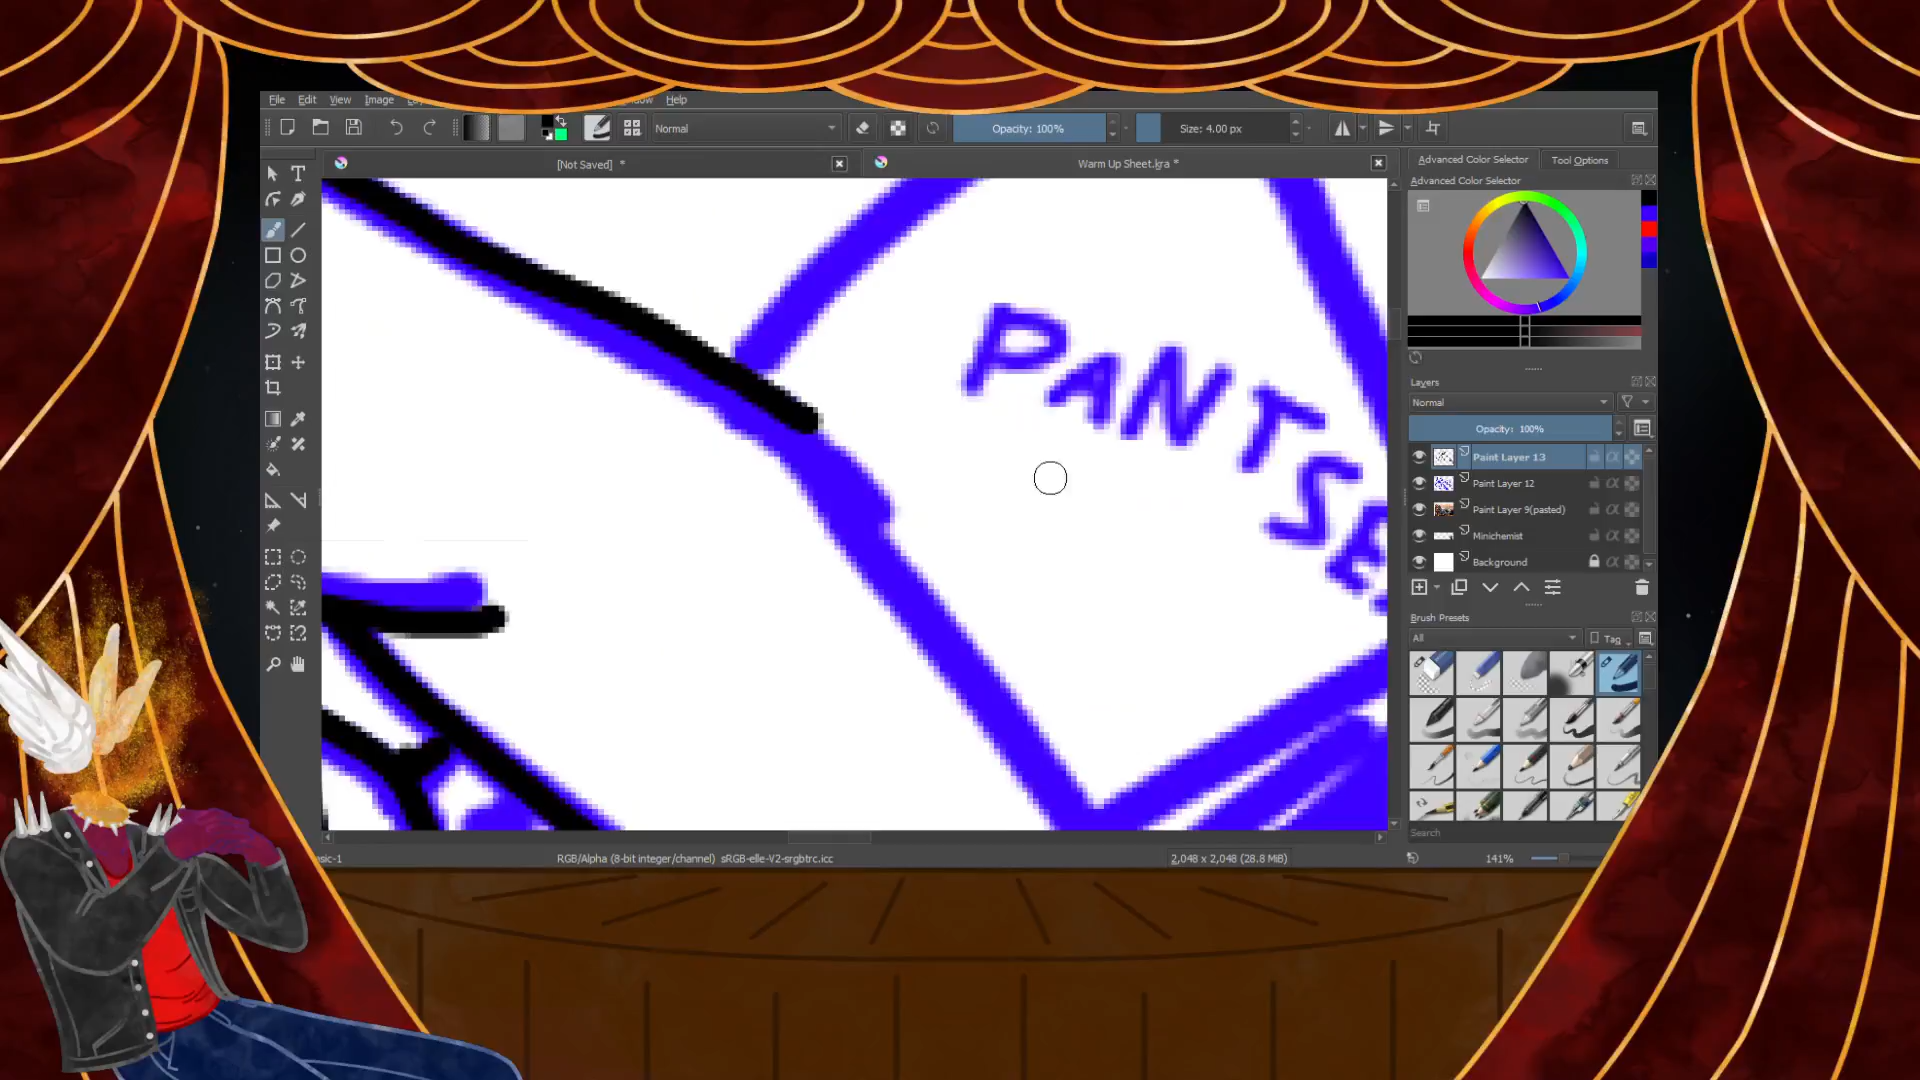 File Edit View Image Help
Normal
Opacity: 100%
Size: 4.00 px
[Not Saved] *
Warm Up Sheet.kra *
Advanced Color Selector
Tool Options
Advanced Color Selector
PANTS
Layers
Normal
Opacity: 100%
Paint Layer 13
Paint Layer 12
Paint Layer 9(pasted)
Minichemist
Background
Brush Presets
All
Tag
Search
RGB/Alpha (8-bit integer/channel) sRGB-elle-V2-srgbtrc.icc
2,048 x 2,048 (28.8 MiB)
141%